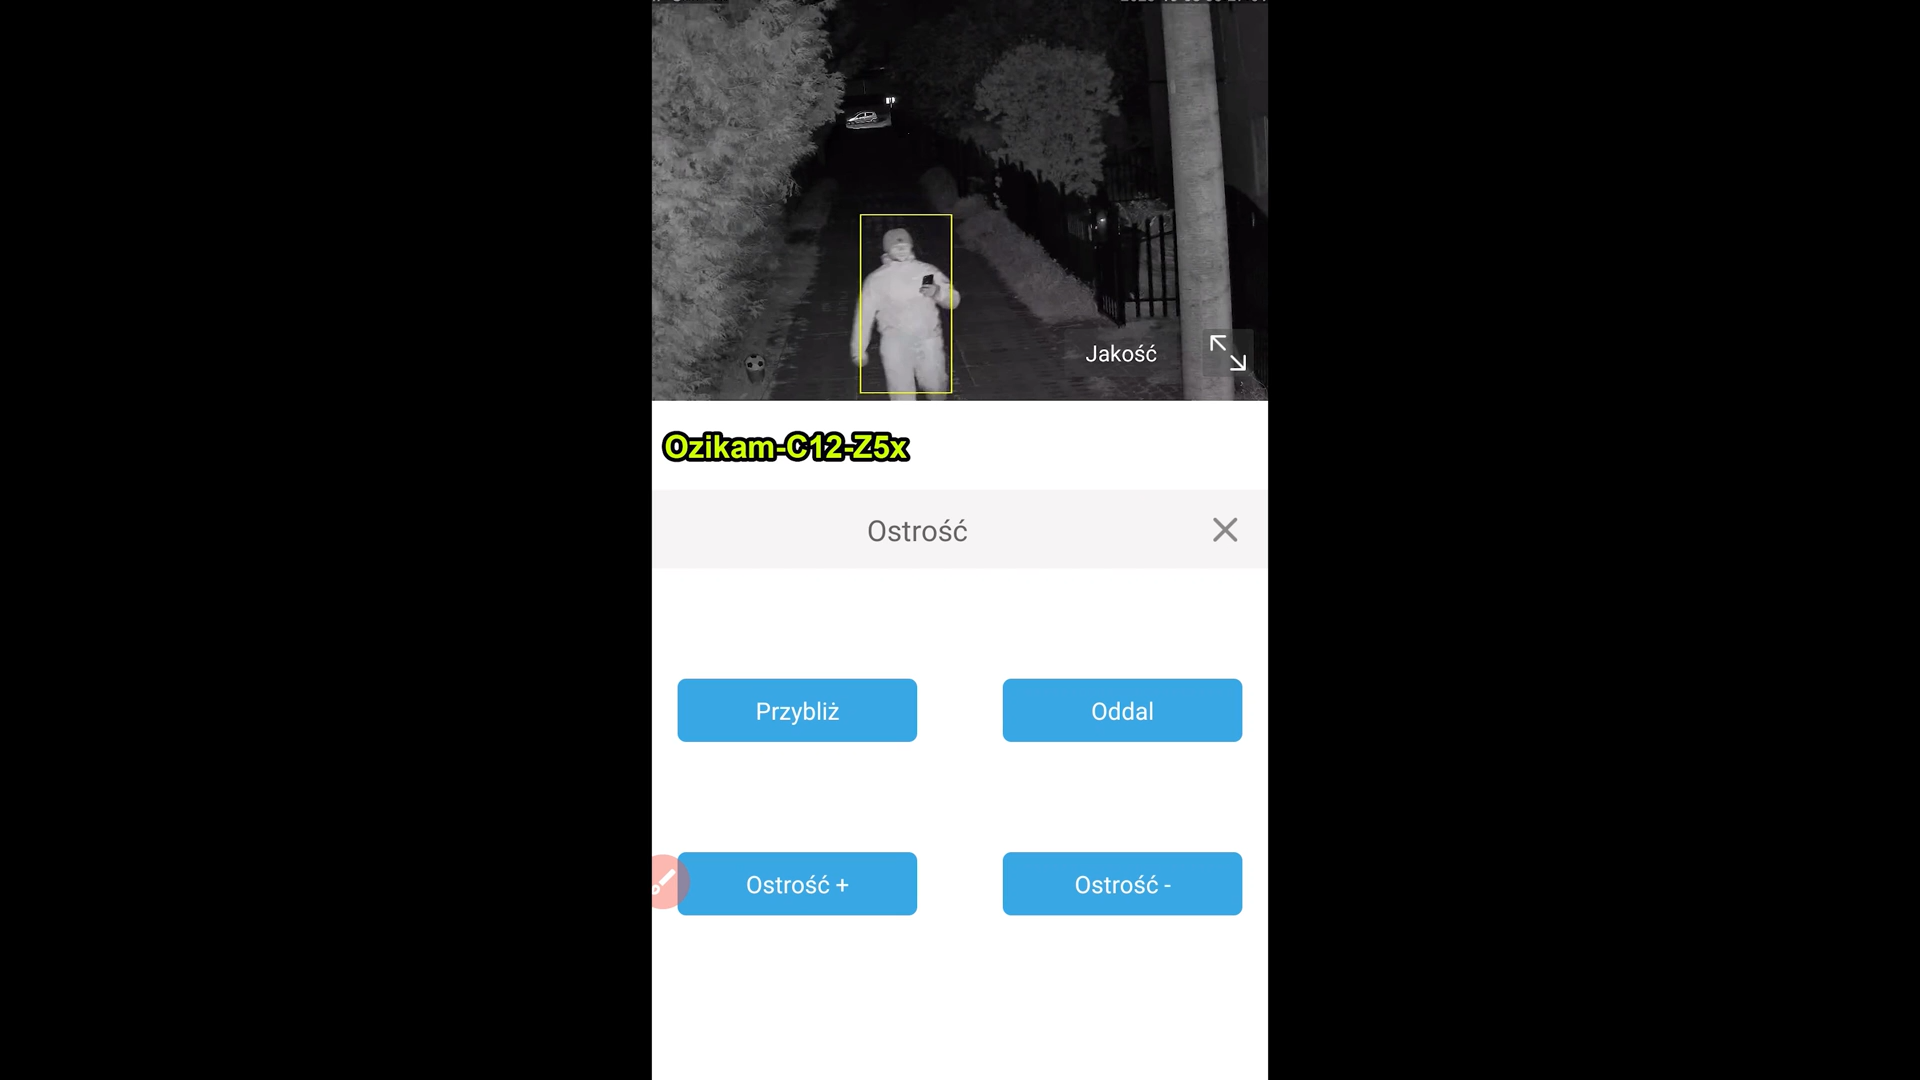 Jakość
Ozikam-C12-Z5x
Ostrość
Przybliż
Oddal
Ostrość +
Ostrość -